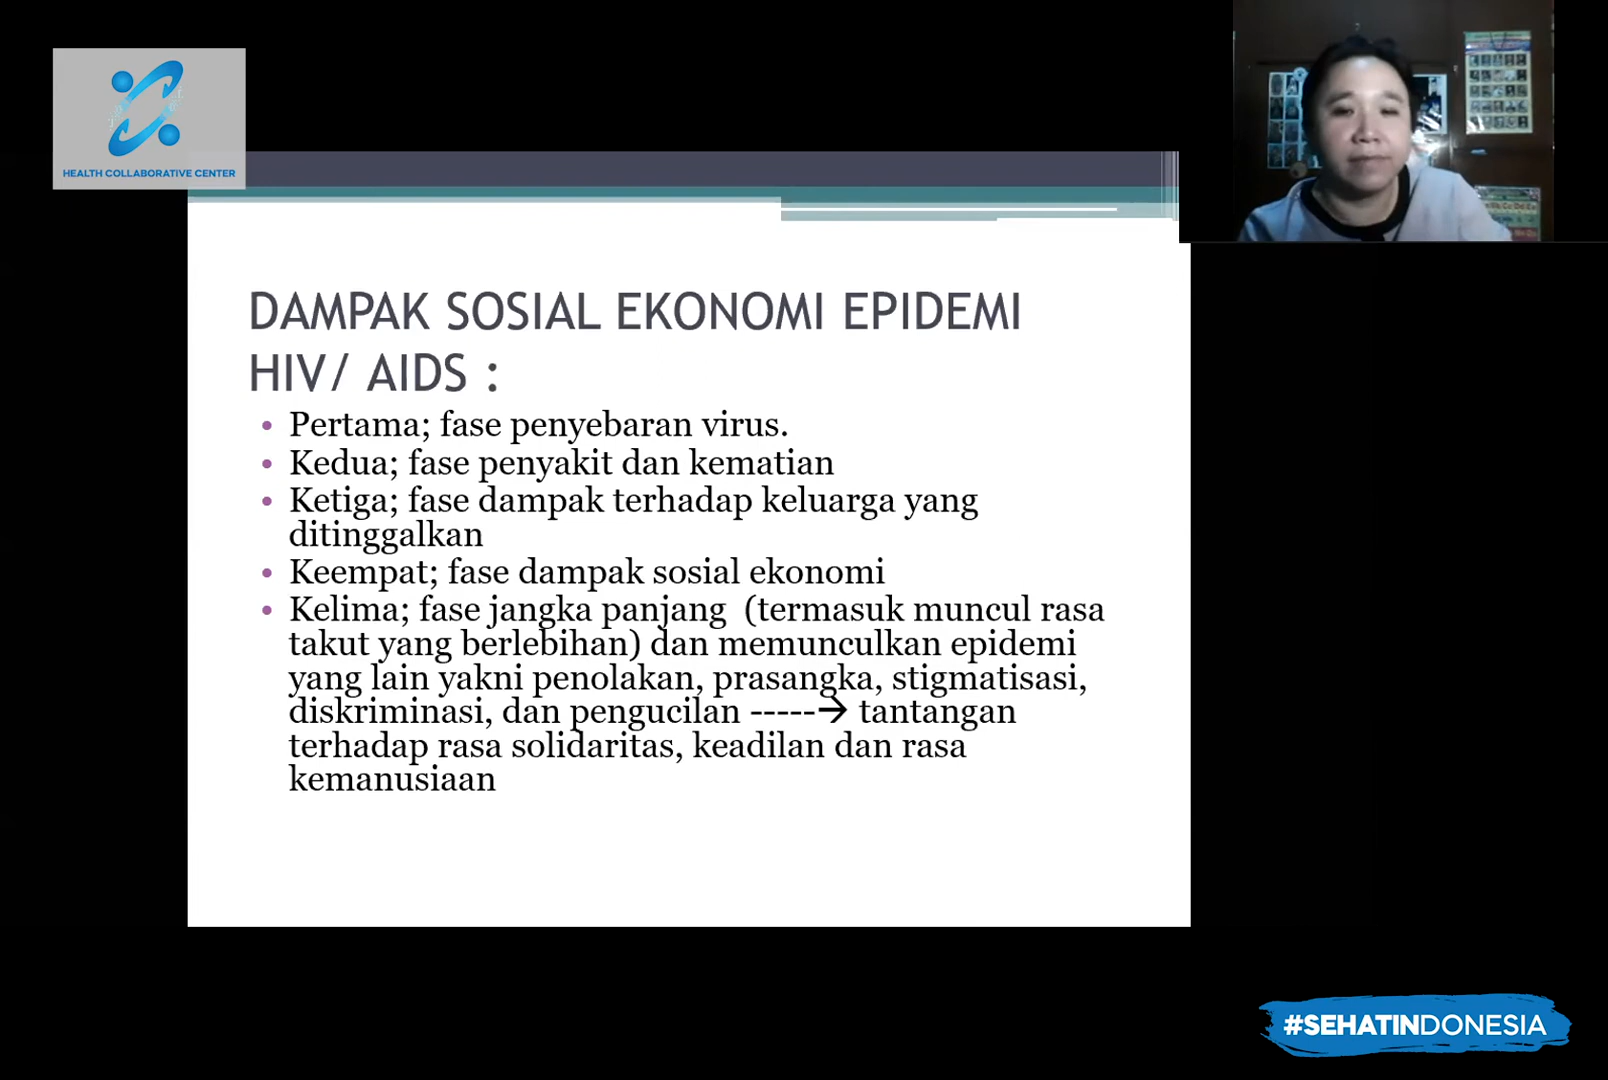 HEALTH COLLABORATIVE CENTER
DAMPAK SOSIAL EKONOMI EPIDEMI
HIV/ AIDS :
• Pertama; fase penyebaran virus.
• Kedua; fase penyakit dan kematian
• Ketiga; fase dampak terhadap keluarga yang
ditinggalkan
• Keempat; fase dampak sosial ekonomi
• Kelima; fase jangka panjang (termasuk muncul rasa
takut yang berlebihan) dan memunculkan epidemi
yang lain yakni penolakan, prasangka, stigmatisasi,
diskriminasi, dan pengucilan -----→ tantangan
terhadap rasa solidaritas, keadilan dan rasa
kemanusiaan
#SEHATINDONESIA